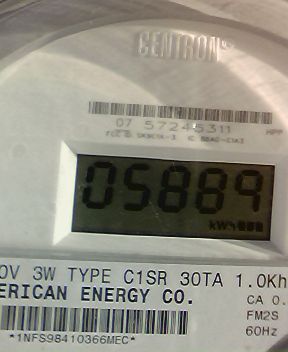 CENTRON®
07 57245311
HPP
05889
kWh
0V 3W TYPE C1SR 30TA 1.0Kh
ERICAN ENERGY CO.
CA 0.
FM2S
60Hz
*1NFS98410366MEC*